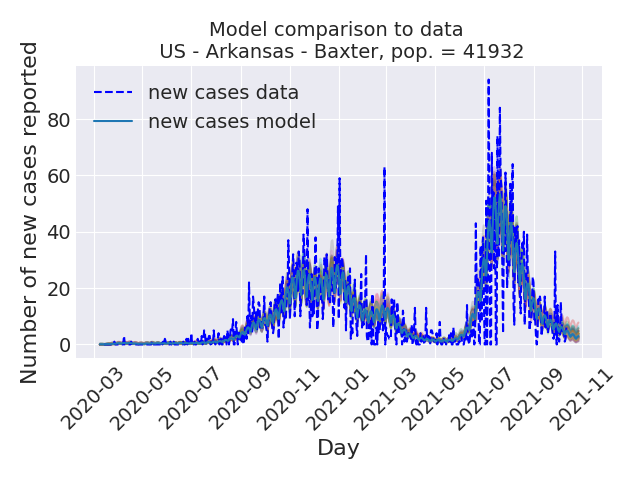 Model comparison to data
US - Arkansas - Baxter, pop. = 41932
Number of new cases reported
80
60
40
20
0
new cases data
new cases model
2020-03
2020-05
2020-07
2020-09
2020-11
2021-01
2021-03
2021-05
2021-07
2021-09
2021-11
Day